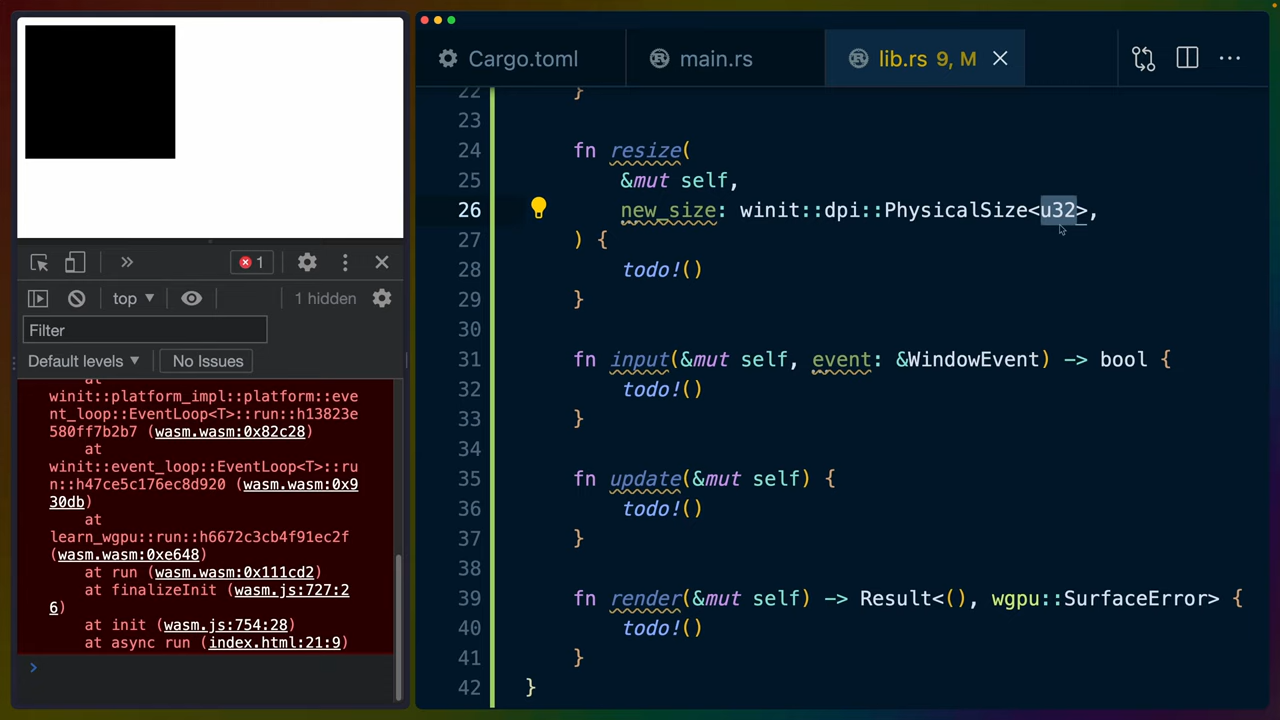 1
top
1 hidden
Filter
Default levels
No Issues
at
winit::platform_impl::platform::eve
nt_loop::EventLoop<T>::run::h13823e
580ff7b2b7 (wasm.wasm:0x82c28)
at
winit::event_loop::EventLoop<T>::ru
n::h47ce5c176ec8d920 (wasm.wasm:0x9
30db)
at
learn_wgpu::run::h6672c3cb4f91ec2f
(wasm.wasm:0xe648)
at run (wasm.wasm:0x111cd2)
at finalizeInit (wasm.js:727:2
6)
at init (wasm.js:754:28)
at async run (index.html:21:9)
Cargo.toml
main.rs
lib.rs 9, M
22 }
23
24 fn resize(
25 &mut self,
26 new_size: winit::dpi::PhysicalSize<u32>,
27 ) {
28 todo!()
29 }
30
31 fn input(&mut self, event: &WindowEvent) -> bool {
32 todo!()
33 }
34
35 fn update(&mut self) {
36 todo!()
37 }
38
39 fn render(&mut self) -> Result<(), wgpu::SurfaceError> {
40 todo!()
41 }
42 }